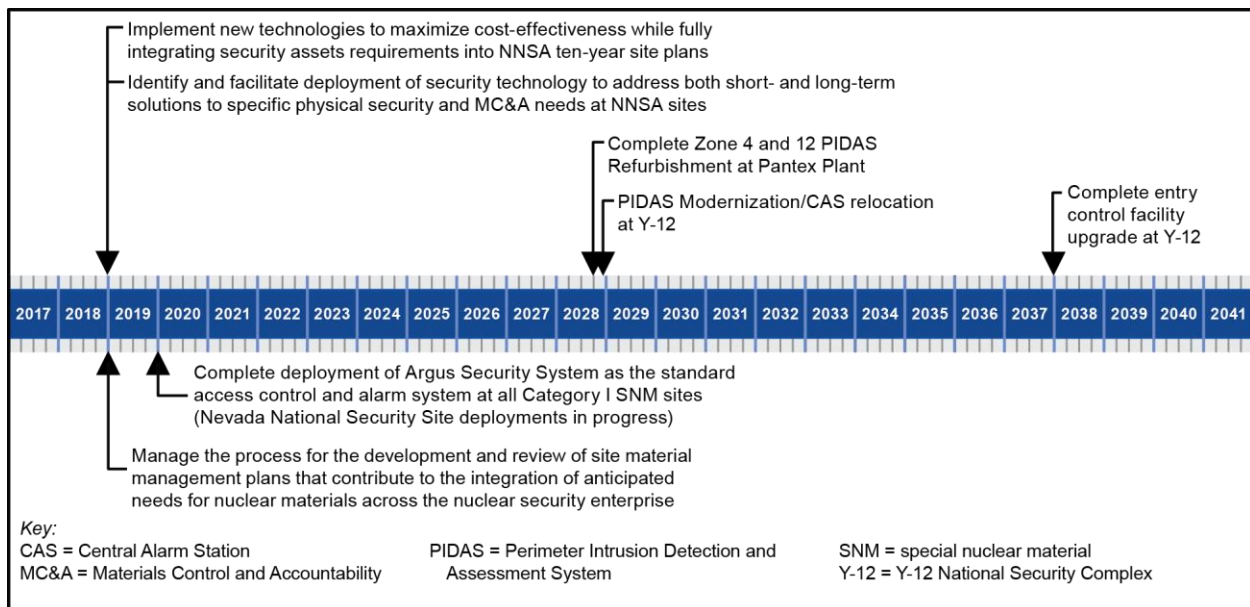 Implement new technologies to maximize cost-effectiveness while fully
integrating security assets requirements into NNSA ten-year site plans
Identify and facilitate deployment of security technology to address both short- and long-term
solutions to specific physical security and MC&A needs at NNSA sites
Complete Zone 4 and 12 PIDAS
Refurbishment at Pantex Plant
PIDAS Modernization/CAS relocation
at Y-12
Complete entry
control facility
upgrade at Y-12
2017 2018 2019 2020 2021 2022 2023 2024 2025 2026 2027 2028 2029 2030 2031 2032 2033 2034 2035 2036 2037 2038 2039 2040 2041
Complete deployment of Argus Security System as the standard
access control and alarm system at all Category I SNM sites
(Nevada National Security Site deployments in progress)
Manage the process for the development and review of site material
management plans that contribute to the integration of anticipated
needs for nuclear materials across the nuclear security enterprise
Key:
CAS = Central Alarm Station
MC&A = Materials Control and Accountability
PIDAS = Perimeter Intrusion Detection and
Assessment System
SNM = special nuclear material
Y-12 = Y-12 National Security Complex